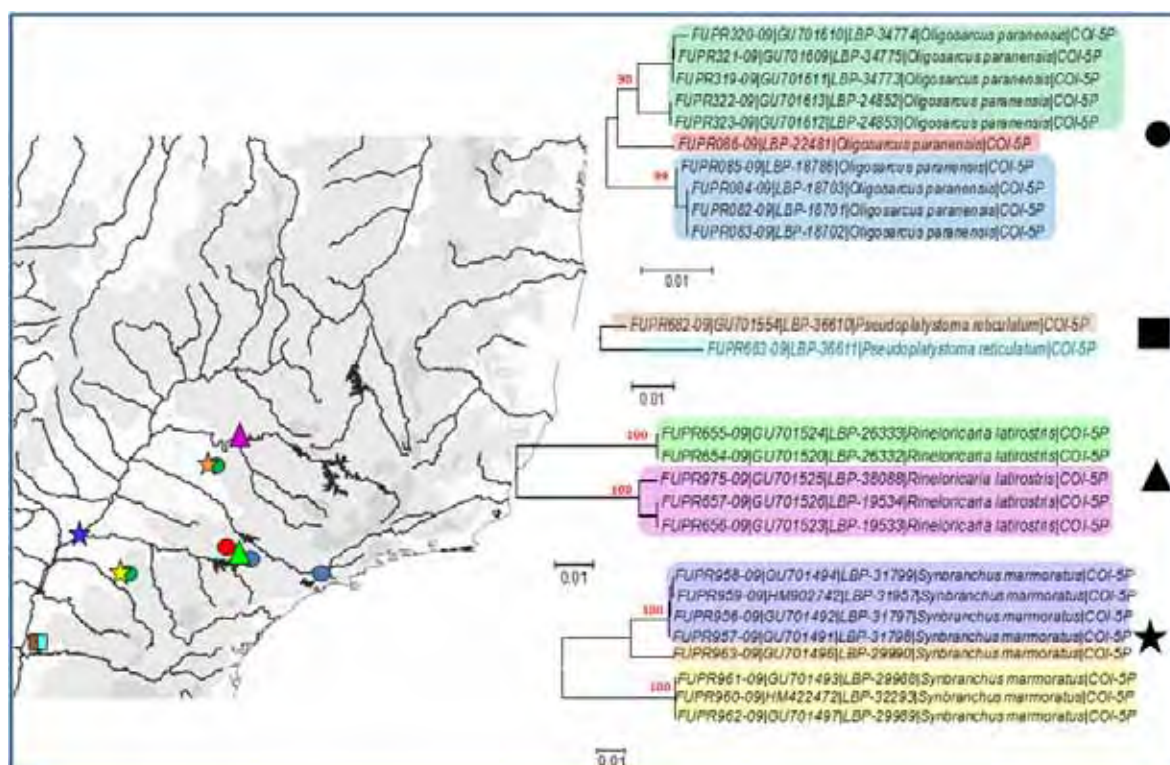 FUPR320-09|GU701610|LBP-34774|Oligosarcus paranensis|COI-5P
FUPR321-09|GU701609|LBP-34775|Oligosarcus paranensis|COI-5P
FUPR319-09|GU701611|LBP-34773|Oligosarcus paranensis|COI-5P
90
FUPR322-09|GU701613|LBP-24852|Oligosarcus paranensis|COI-5P
FUPR323-09|GU701612|LBP-24853|Oligosarcus paranensis|COI-5P
FUPR086-09|LBP-22481|Oligosarcus paranensis|COI-5P
FUPR085-09|LBP-18786|Oligosarcus paranensis|COI-5P
99
FUPR084-09|LBP-18703|Oligosarcus paranensis|COI-5P
FUPR082-09|LBP-18701|Oligosarcus paranensis|COI-5P
FUPR083-09|LBP-18702|Oligosarcus paranensis|COI-5P
0.01
FUPR682-09|GU701554|LBP-36610|Pseudoplatystoma reticulatum|COI-5P
FUPR683-09|LBP-36611|Pseudoplatystoma reticulatum|COI-5P
0.01
100
FUPR655-09|GU701524|LBP-26333|Rineloricaria latirostris|COI-5P
FUPR654-09|GU701520|LBP-26332|Rineloricaria latirostris|COI-5P
FUPR975-09|GU701525|LBP-38088|Rineloricaria latirostris|COI-5P
100
FUPR657-09|GU701526|LBP-19534|Rineloricaria latirostris|COI-5P
FUPR656-09|GU701523|LBP-19533|Rineloricaria latirostris|COI-5P
0.01
FUPR958-09|GU701494|LBP-31799|Synbranchus marmoratus|COI-5P
FUPR959-09|HM902742|LBP-31957|Synbranchus marmoratus|COI-5P
100
FUPR956-09|GU701492|LBP-31797|Synbranchus marmoratus|COI-5P
FUPR957-09|GU701491|LBP-31798|Synbranchus marmoratus|COI-5P
FUPR963-09|GU701496|LBP-29990|Synbranchus marmoratus|COI-5P
FUPR961-09|GU701493|LBP-29988|Synbranchus marmoratus|COI-5P
100
FUPR960-09|HM422472|LBP-32293|Synbranchus marmoratus|COI-5P
FUPR962-09|GU701497|LBP-29989|Synbranchus marmoratus|COI-5P
0.01